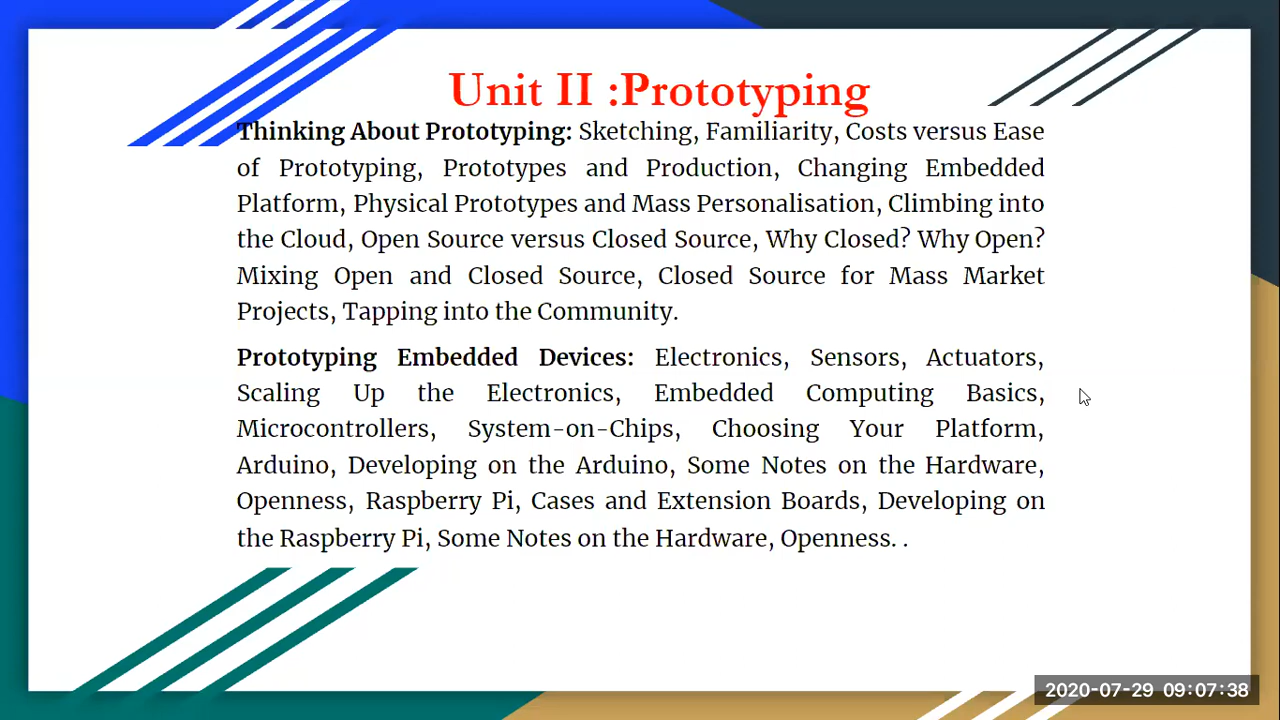 Unit II :Prototyping
Thinking About Prototyping: Sketching, Familiarity, Costs versus Ease
of Prototyping, Prototypes and Production, Changing Embedded
Platform, Physical Prototypes and Mass Personalisation, Climbing into
the Cloud, Open Source versus Closed Source, Why Closed? Why Open?
Mixing Open and Closed Source, Closed Source for Mass Market
Projects, Tapping into the Community.
Prototyping Embedded Devices: Electronics, Sensors, Actuators,
Scaling Up the Electronics, Embedded Computing Basics,
Microcontrollers, System-on-Chips, Choosing Your Platform,
Arduino, Developing on the Arduino, Some Notes on the Hardware,
Openness, Raspberry Pi, Cases and Extension Boards, Developing on
the Raspberry Pi, Some Notes on the Hardware, Openness. .
2020-07-29 09:07:38